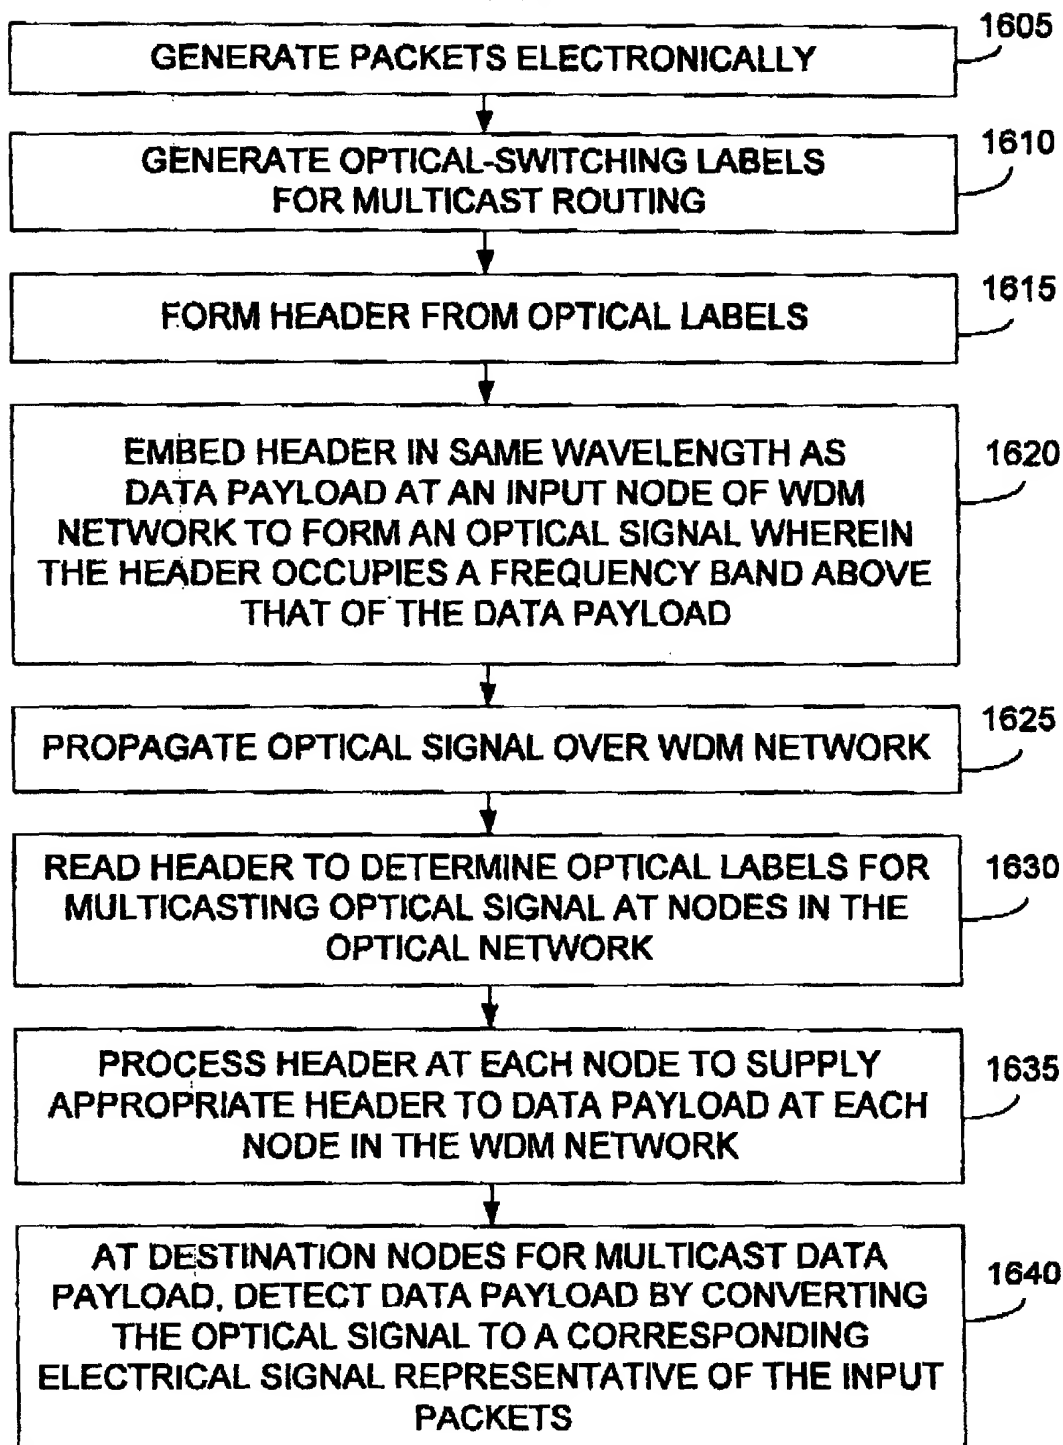 GENERATE PACKETS ELECTRONICALLY
1605
GENERATE OPTICAL-SWITCHING LABELS
FOR MULTICAST ROUTING
1610
FORM HEADER FROM OPTICAL LABELS
1615
EMBED HEADER IN SAME WAVELENGTH AS
DATA PAYLOAD AT AN INPUT NODE OF WDM
NETWORK TO FORM AN OPTICAL SIGNAL WHEREIN
THE HEADER OCCUPIES A FREQUENCY BAND ABOVE
THAT OF THE DATA PAYLOAD
1620
PROPAGATE OPTICAL SIGNAL OVER WDM NETWORK
1625
READ HEADER TO DETERMINE OPTICAL LABELS FOR
MULTICASTING OPTICAL SIGNAL AT NODES IN THE
OPTICAL NETWORK
1630
PROCESS HEADER AT EACH NODE TO SUPPLY
APPROPRIATE HEADER TO DATA PAYLOAD AT EACH
NODE IN THE WDM NETWORK
1635
AT DESTINATION NODES FOR MULTICAST DATA
PAYLOAD, DETECT DATA PAYLOAD BY CONVERTING
THE OPTICAL SIGNAL TO A CORRESPONDING
ELECTRICAL SIGNAL REPRESENTATIVE OF THE INPUT
PACKETS
1640